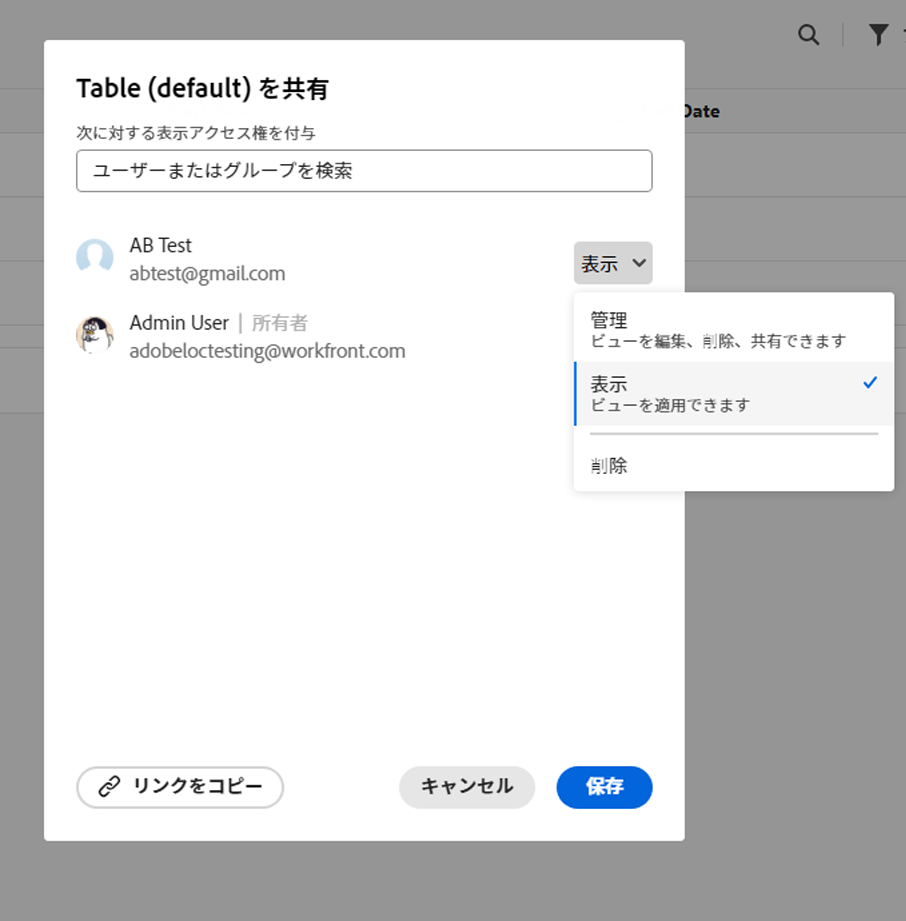 Date
Table (default) を共有
次に対する表示アクセス権を付与
ユーザーまたはグループを検索
AB Test
abtest@gmail.com
表示
Admin User | 所有者
adobeloctesting@workfront.com
管理
ビューを編集、削除、共有できます
表示
ビューを適用できます
削除
リンクをコピー
キャンセル
保存